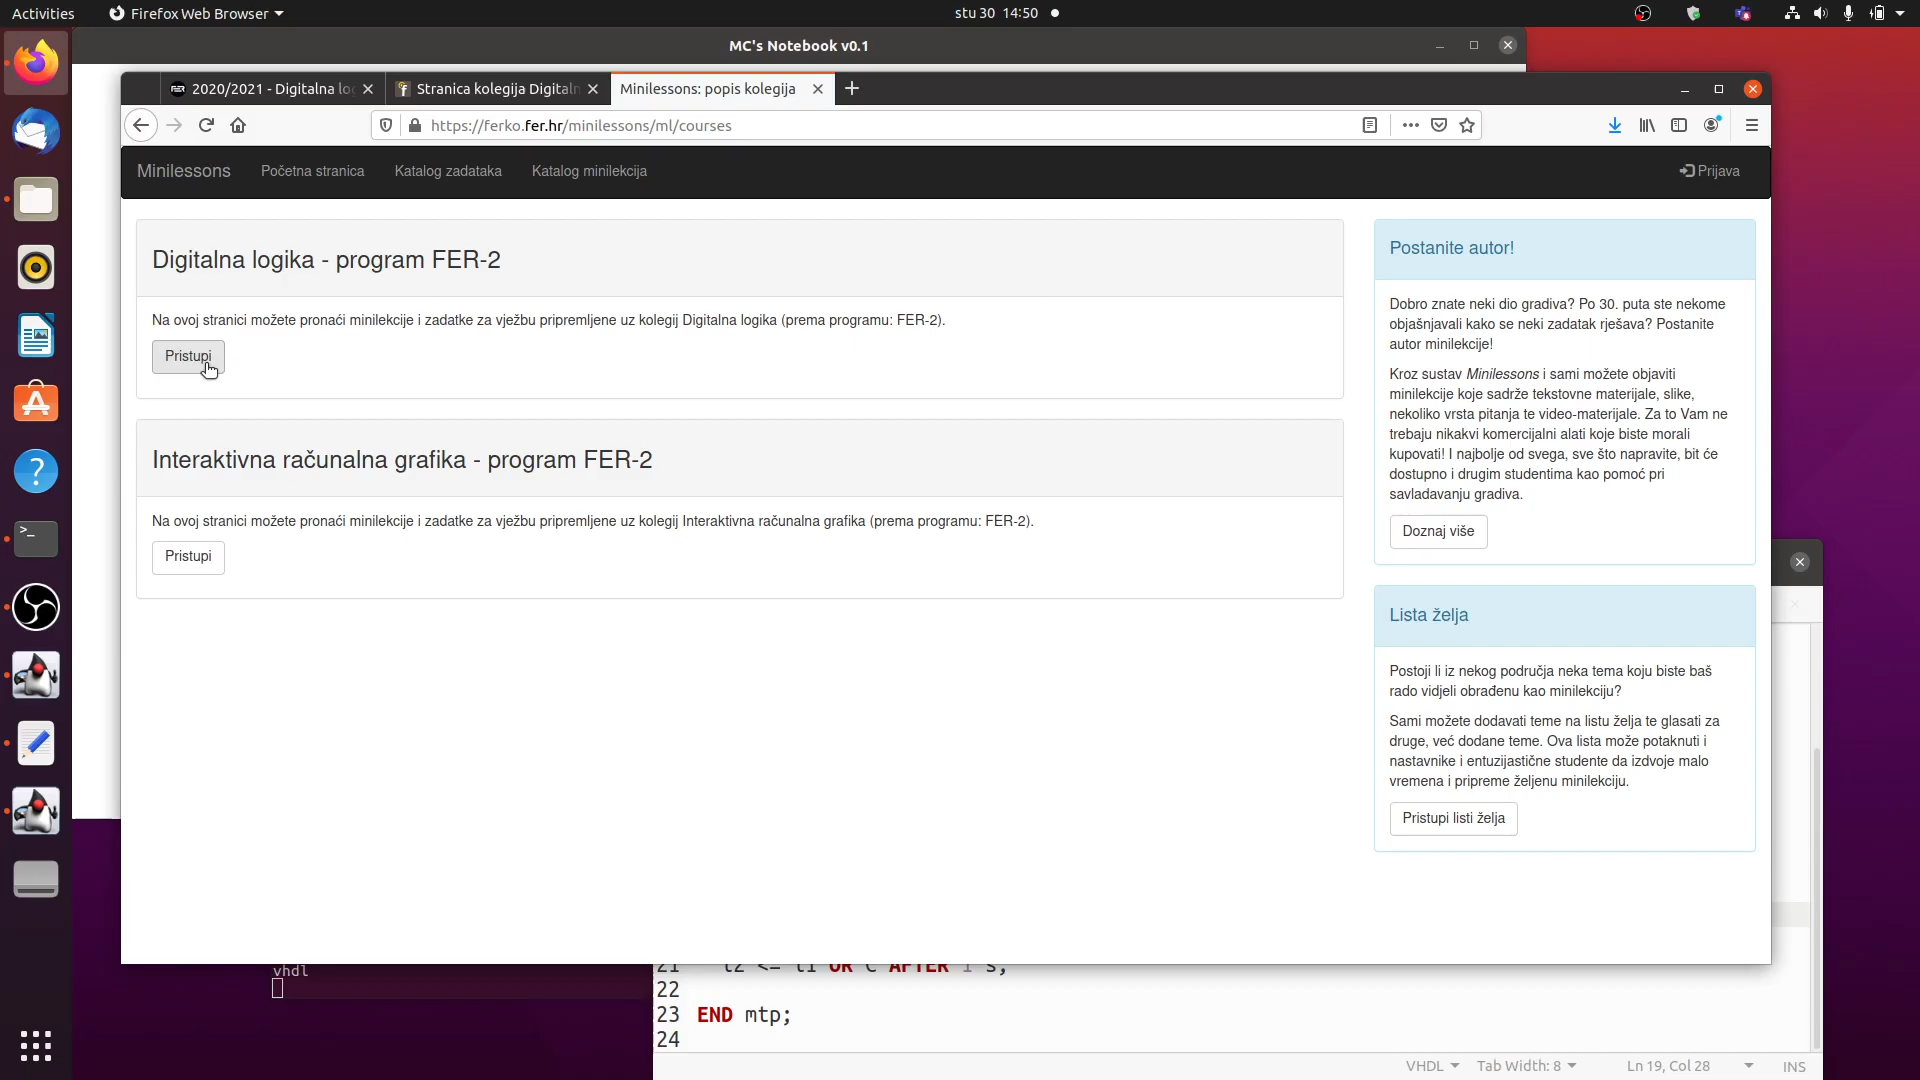 Activities
Firefox Web Browser
stu 30 14:50
MC's Notebook v0.1
2020/2021 - Digitalna lo
Stranica kolegija Digitaln
Minilessons: popis kolegija
https://ferko.fer.hr/minilessons/ml/courses
Minilessons
Početna stranica
Katalog zadataka
Katalog minilekcija
Prijava
Digitalna logika - program FER-2
Na ovoj stranici možete pronaći minilekcije i zadatke za vježbu pripremljene uz kolegij Digitalna logika (prema programu: FER-2).
Pristupi
Interaktivna računalna grafika - program FER-2
Na ovoj stranici možete pronaći minilekcije i zadatke za vježbu pripremljene uz kolegij Interaktivna računalna grafika (prema programu: FER-2).
Pristupi
Postanite autor!
Dobro znate neki dio gradiva? Po 30. puta ste nekome
objašnjavali kako se neki zadatak rješava? Postanite
autor minilekcije!
Kroz sustav Minilessons i sami možete objaviti
minilekcije koje sadrže tekstovne materijale, slike,
nekoliko vrsta pitanja te video-materijale. Za to Vam ne
trebaju nikakvi komercijalni alati koje biste morali
kupovati! I najbolje od svega, sve što napravite, bit će
dostupno i drugim studentima kao pomoć pri
savladavanju gradiva.
Doznaj više
Lista želja
Postoji li iz nekog područja neka tema koju biste baš
rado vidjeli obrađenu kao minilekciju?
Sami možete dodavati teme na listu želja te glasati za
druge, već dodane teme. Ova lista može potaknuti i
nastavnike i entuzijastične studente da izdvoje malo
vremena i pripreme željenu minilekciju.
Pristupi listi želja
vhdl
21 t2 <= t1 OR C AFTER 1 s;
22
23 END mtp;
24
VHDL
Tab Width: 8
Ln 19, Col 28
INS